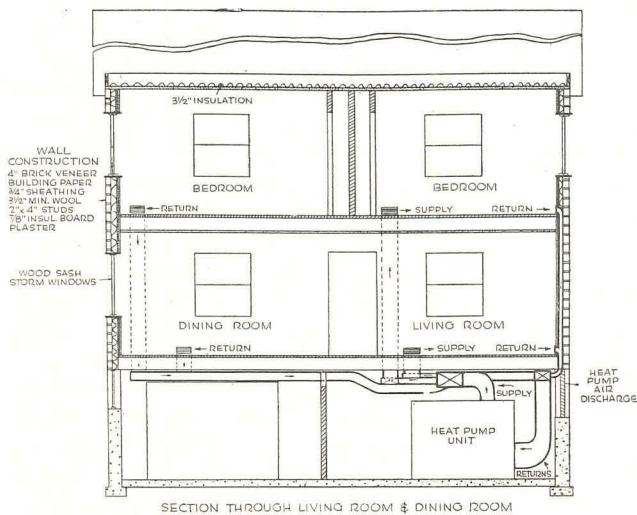 3½" INSULATION
WALL
CONSTRUCTION
4" BRICK VENEER
BUILDING PAPER
¾" SHEATHING
3½" MIN. WOOL
2" x 4" STUDS
7/8" INSUL BOARD
PLASTER
BEDROOM
BEDROOM
RETURN
SUPPLY
RETURN
WOOD SASH
STORM WINDOWS
DINING ROOM
LIVING ROOM
RETURN
SUPPLY
RETURN
HEAT
PUMP
AIR
DISCHARGE
SUPPLY
HEAT PUMP
UNIT
RETURNS
SECTION THROUGH LIVING ROOM & DINING ROOM